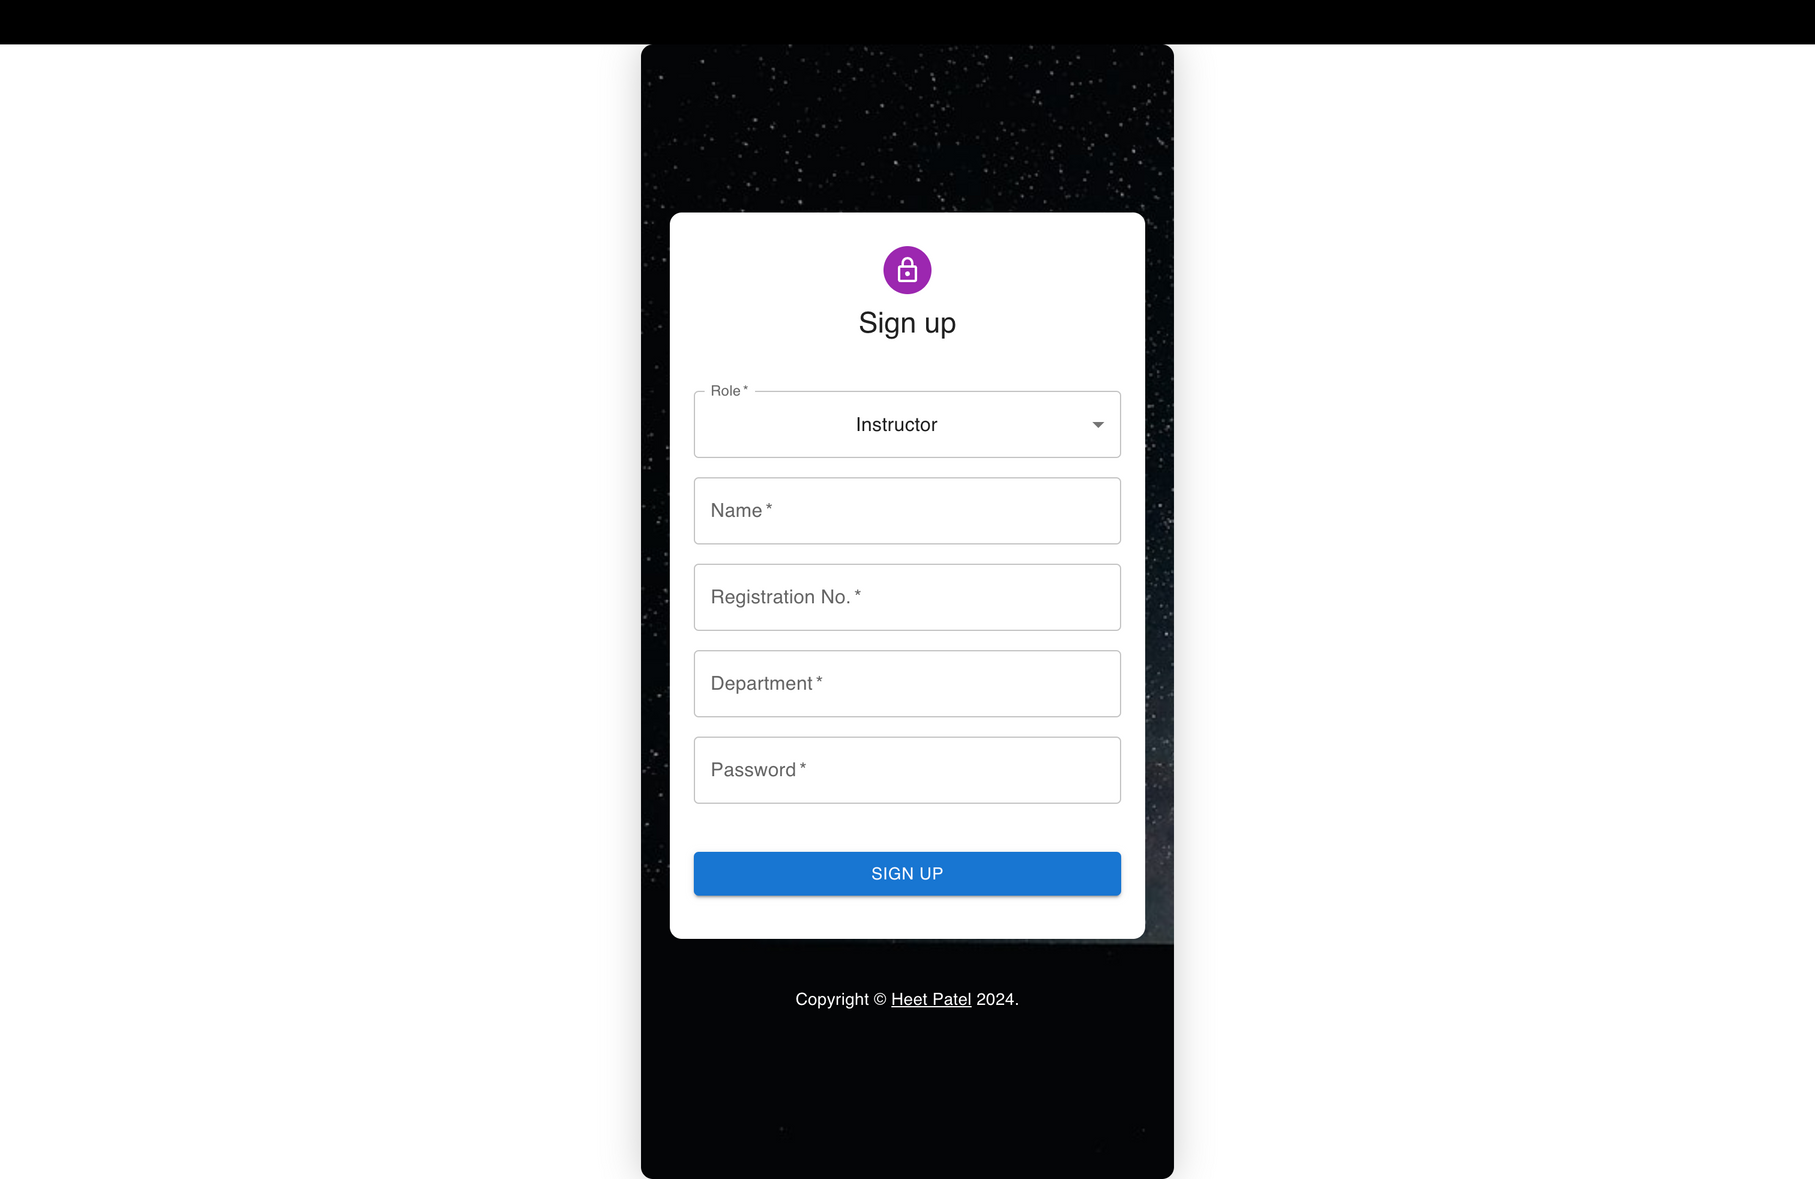 Sign up
Role *
Instructor
Name *
Registration No. *
Department *
Password *
SIGN UP
Copyright © Heet Patel 2024.